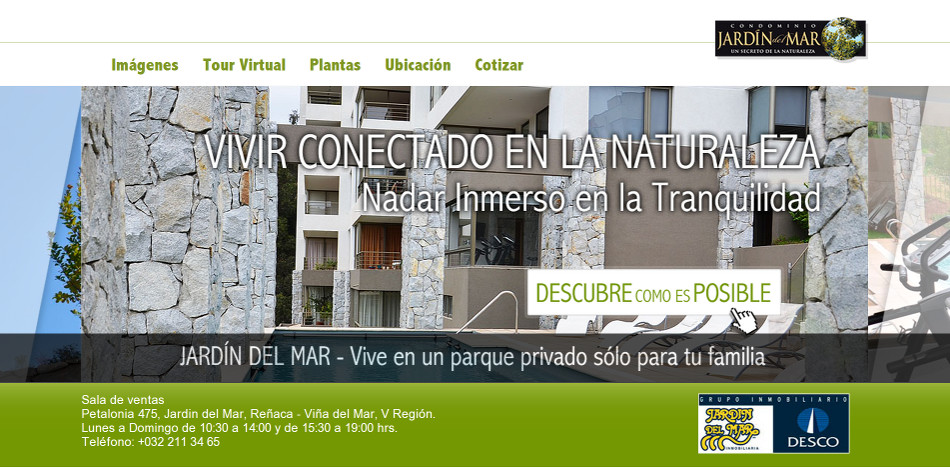 CONDOMINIO
JARDÍN del MAR
UN SECRETO DE LA NATURALEZA
Imágenes Tour Virtual Plantas Ubicación Cotizar
VIVIR CONECTADO EN LA NATURALEZA
Nadar Inmerso en la Tranquilidad
DESCUBRE COMO ES POSIBLE
JARDÍN DEL MAR - Vive en un parque privado sólo para tu familia
Sala de ventas
Petalonia 475, Jardin del Mar, Reñaca - Viña del Mar, V Región.
Lunes a Domingo de 10:30 a 14:00 y de 15:30 a 19:00 hrs.
Teléfono: +032 211 34 65
GRUPO INMOBILIARIO
JARDIN
DEL MAR
INMOBILIARIA
DESCO